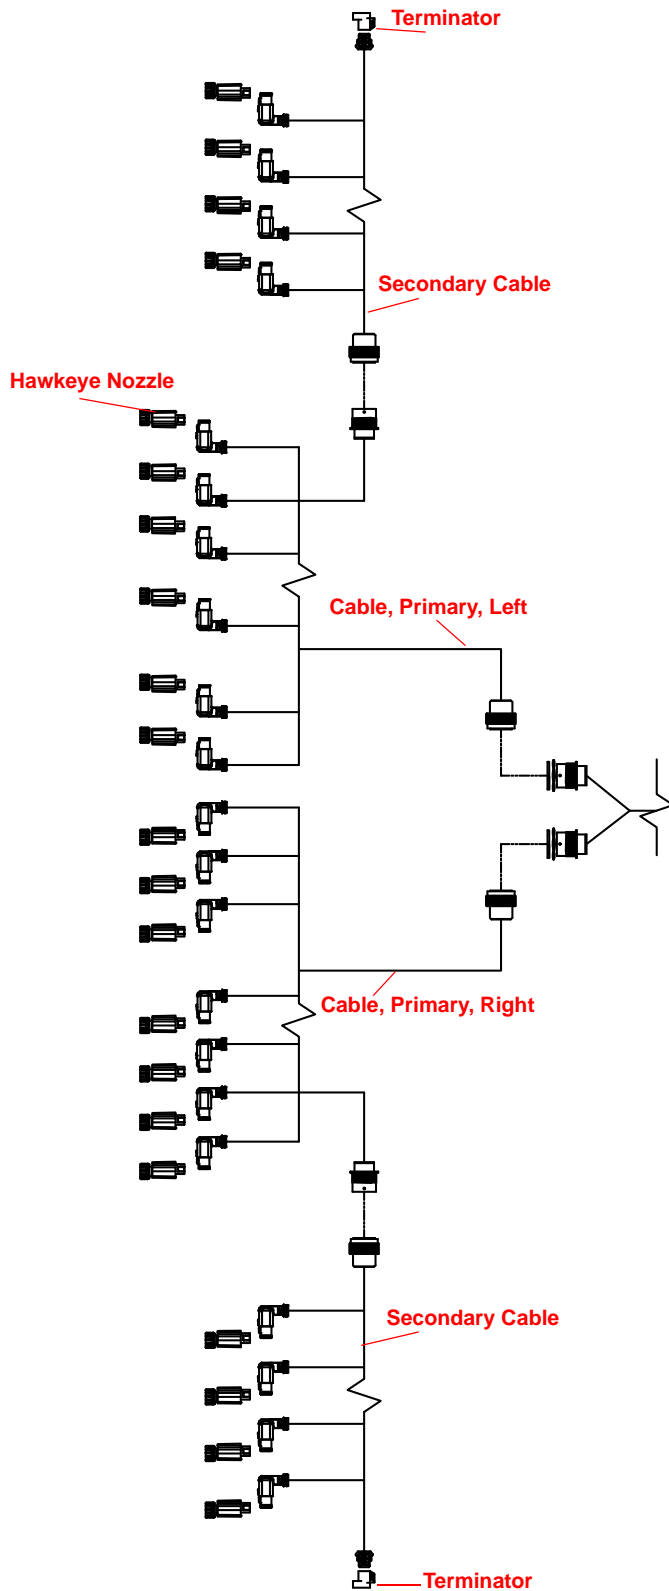 Terminator
Secondary Cable
Hawkeye Nozzle
Cable, Primary, Left
Cable, Primary, Right
Secondary Cable
Terminator